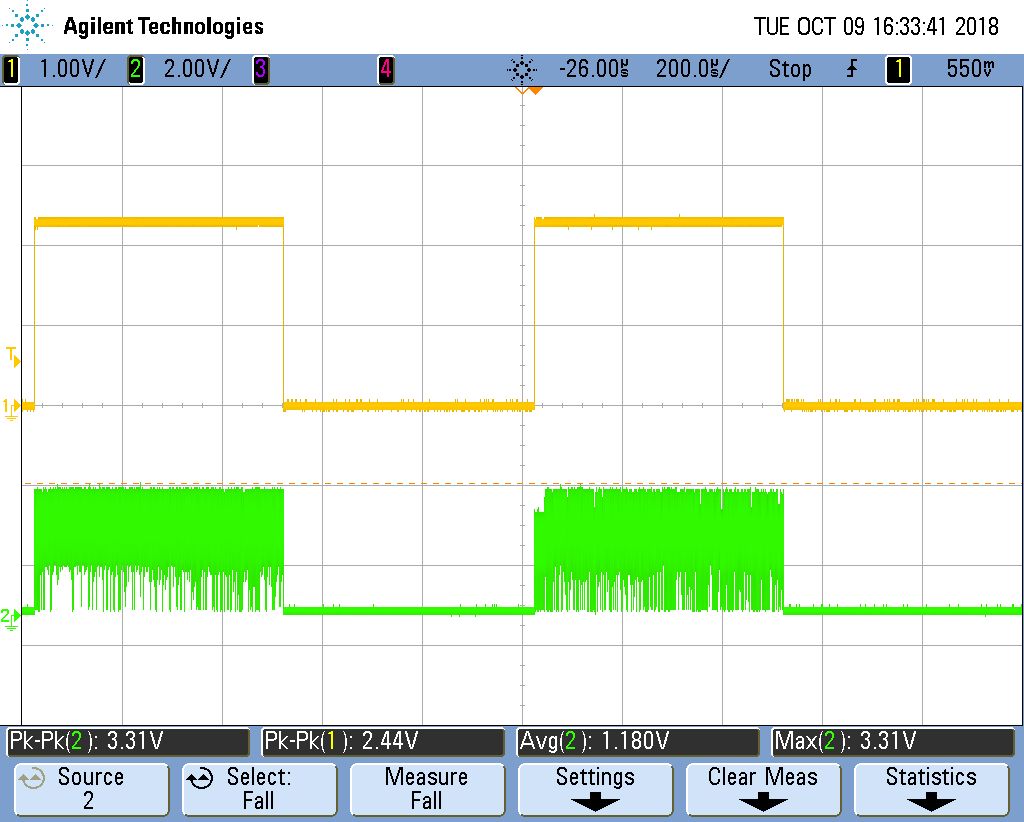 Agilent Technologies TUE OCT 09 16:33:41 2018
1 1.00V/ 2 2.00V/ 3 4 -26.00µs 200.0µs/ Stop 1 550mV
T
1
2
Pk-Pk(2): 3.31V Pk-Pk(1): 2.44V Avg(2): 1.180V Max(2): 3.31V
Source Select: Measure Settings Clear Meas Statistics
2 Fall Fall